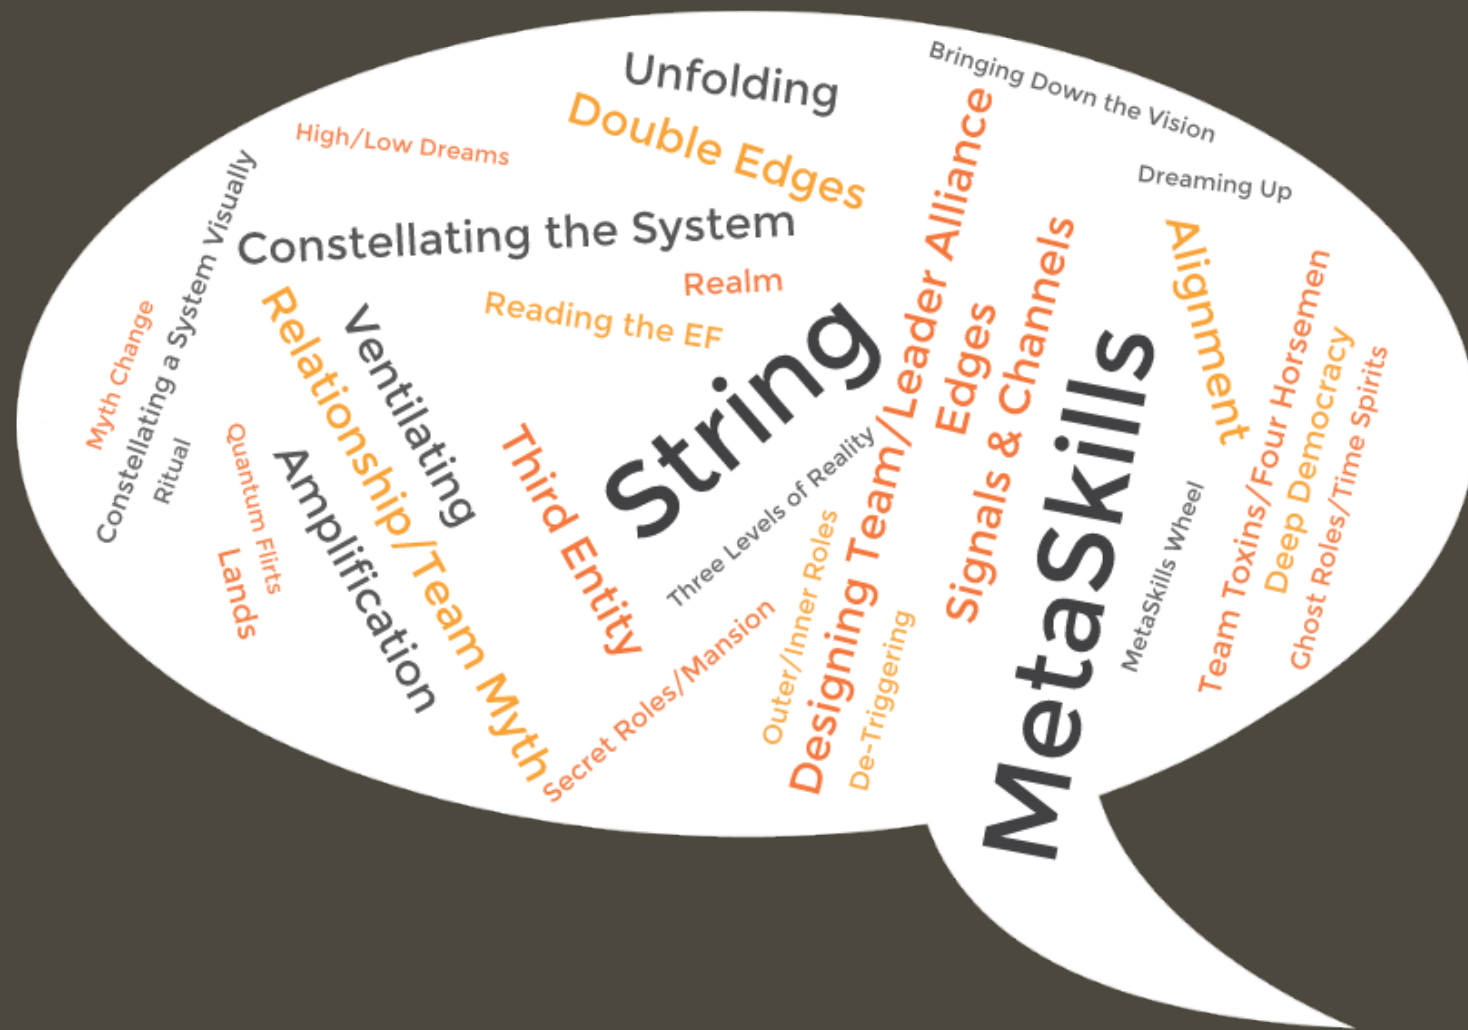 Bringing Down the Vision
Unfolding
Double Edges
High/Low Dreams
Dreaming Up
Constellating the System
Constellating a System Visually
Realm
Reading the EF
Alignment
Relationship/Team Myth
Ventilating
String
Designing Team/Leader Alliance
Edges
Signals & Channels
MetaSkills
Team Toxins/Four Horsemen
Deep Democracy
Ghost Roles/Time Spirits
Myth Change
Ritual
Quantum Flirts
Lands
Amplification
Third Entity
Three Levels of Reality
MetaSkills Wheel
Outer/Inner Roles
De-Triggering
Secret Roles/Mansion